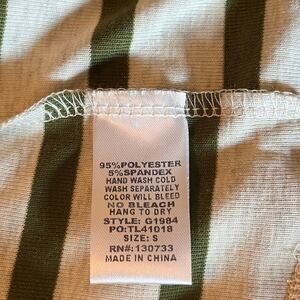 95%POLYESTER
5%SPANDEX
HAND WASH COLD
WASH SEPARATELY
COLOR WILL BLEED
NO BLEACH
HANG TO DRY
STYLE: G1984
PO:TL41018
SIZE: S
RN#: 130733
MADE IN CHINA